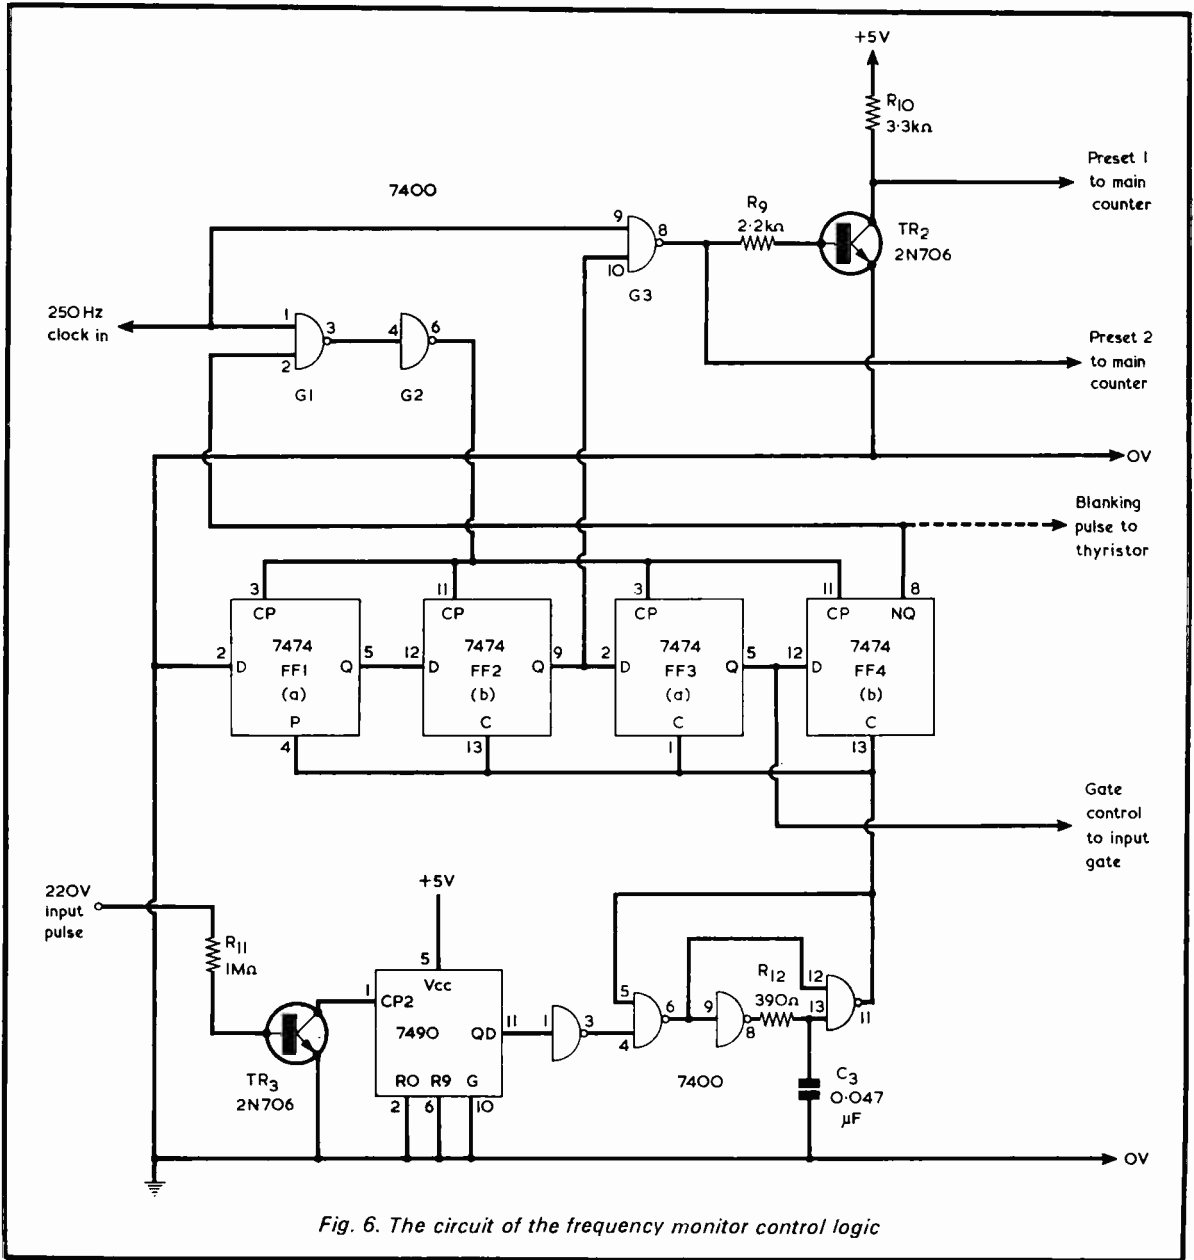 +5V
R10
3·3kΩ
Preset 1
to main
counter
7400
R9
2·2kΩ
TR2
2N706
9
8
10
G3
250Hz
clock in
1
3
2
G1
4
6
G2
Preset 2
to main
counter
OV
Blanking
pulse to
thyristor
3
11
3
11
8
CP
CP
CP
CP
NQ
2
D
7474
FF1
(a)
Q
5
P
4
12
D
7474
FF2
(b)
Q
9
C
13
2
D
7474
FF3
(a)
Q
5
C
1
12
D
7474
FF4
(b)
C
13
Gate
control
to input
gate
220V
input
pulse
R11
1MΩ
TR3
2N706
+5V
5
Vcc
1
CP2
7490
QD
11
RO
R9
G
2
6
10
1
3
5
4
6
9
8
R12
390Ω
12
13
11
7400
C3
0·047
µF
OV
Fig. 6. The circuit of the frequency monitor control logic